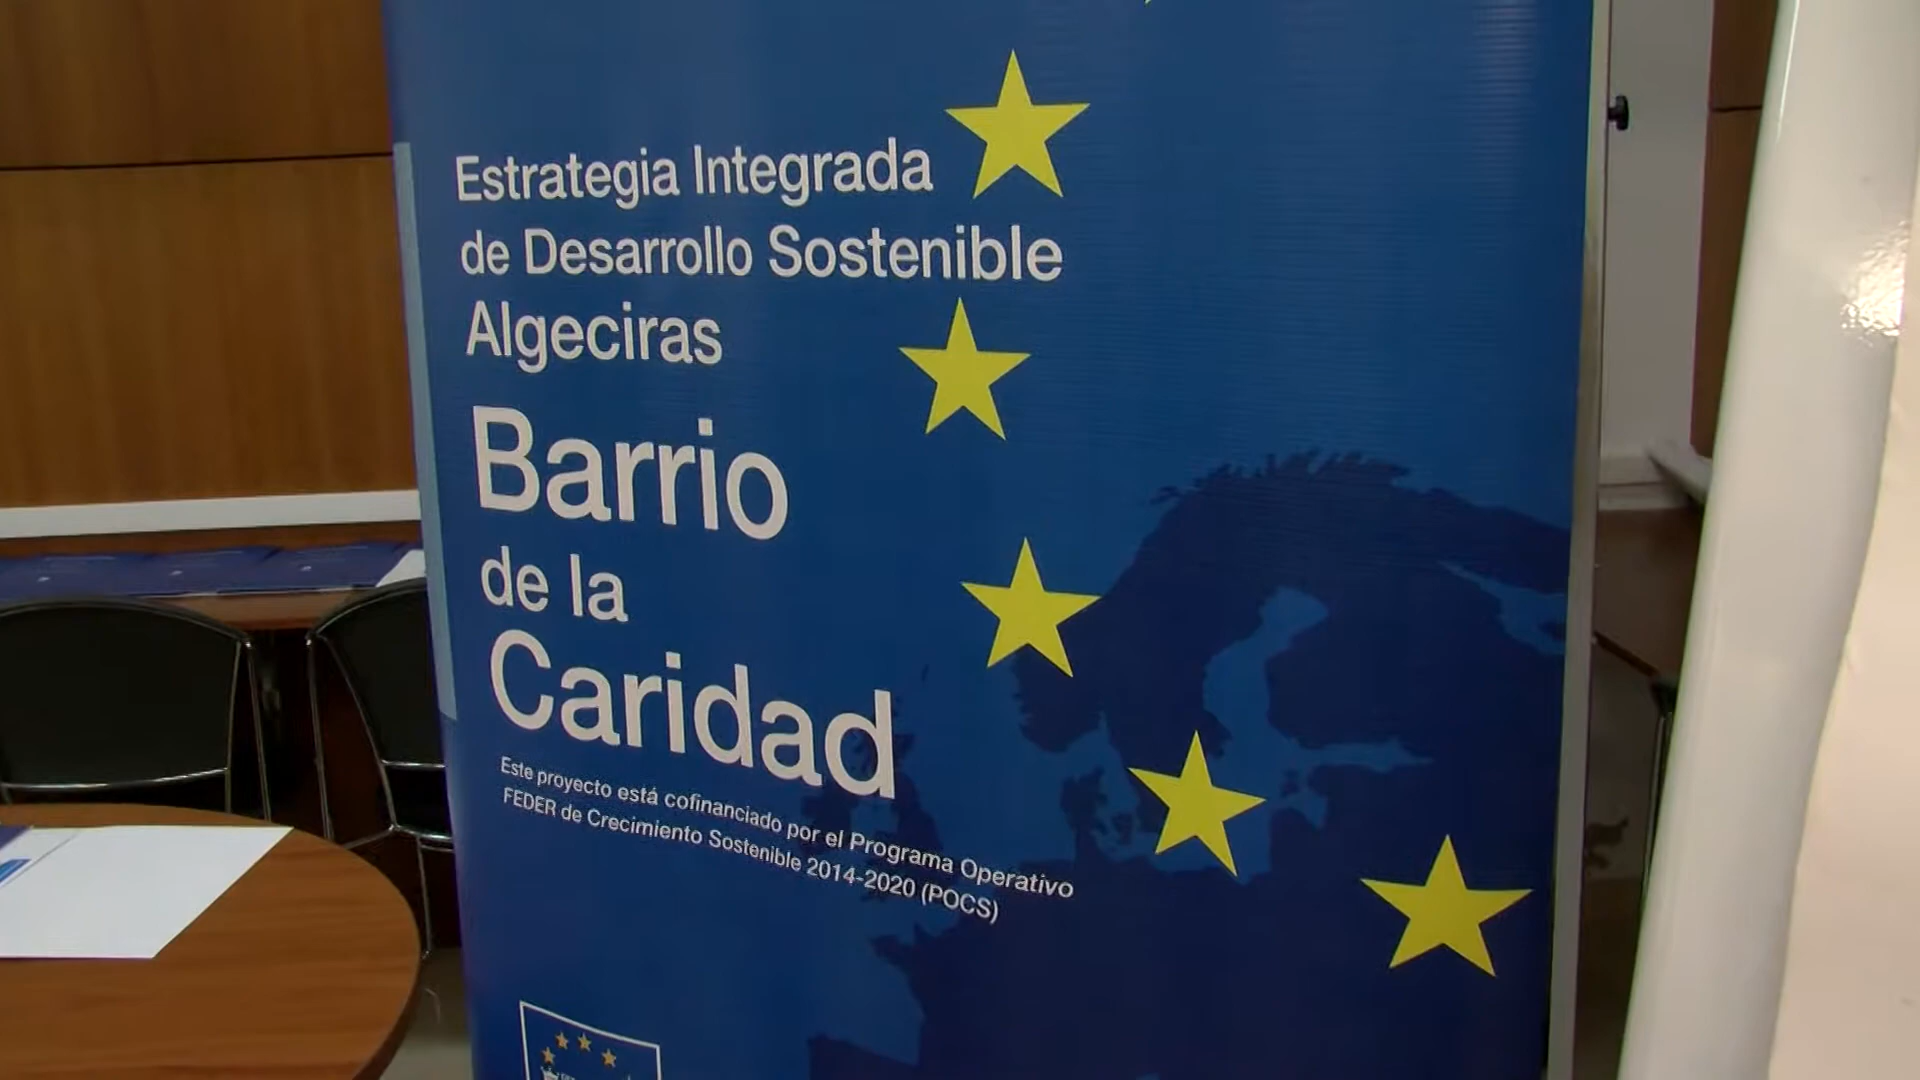 Estrategia Integrada
de Desarrollo Sostenible
Algeciras
Barrio
de la
Caridad
Este proyecto está cofinanciado por el Programa Operativo
FEDER de Crecimiento Sostenible 2014-2020 (POCS)